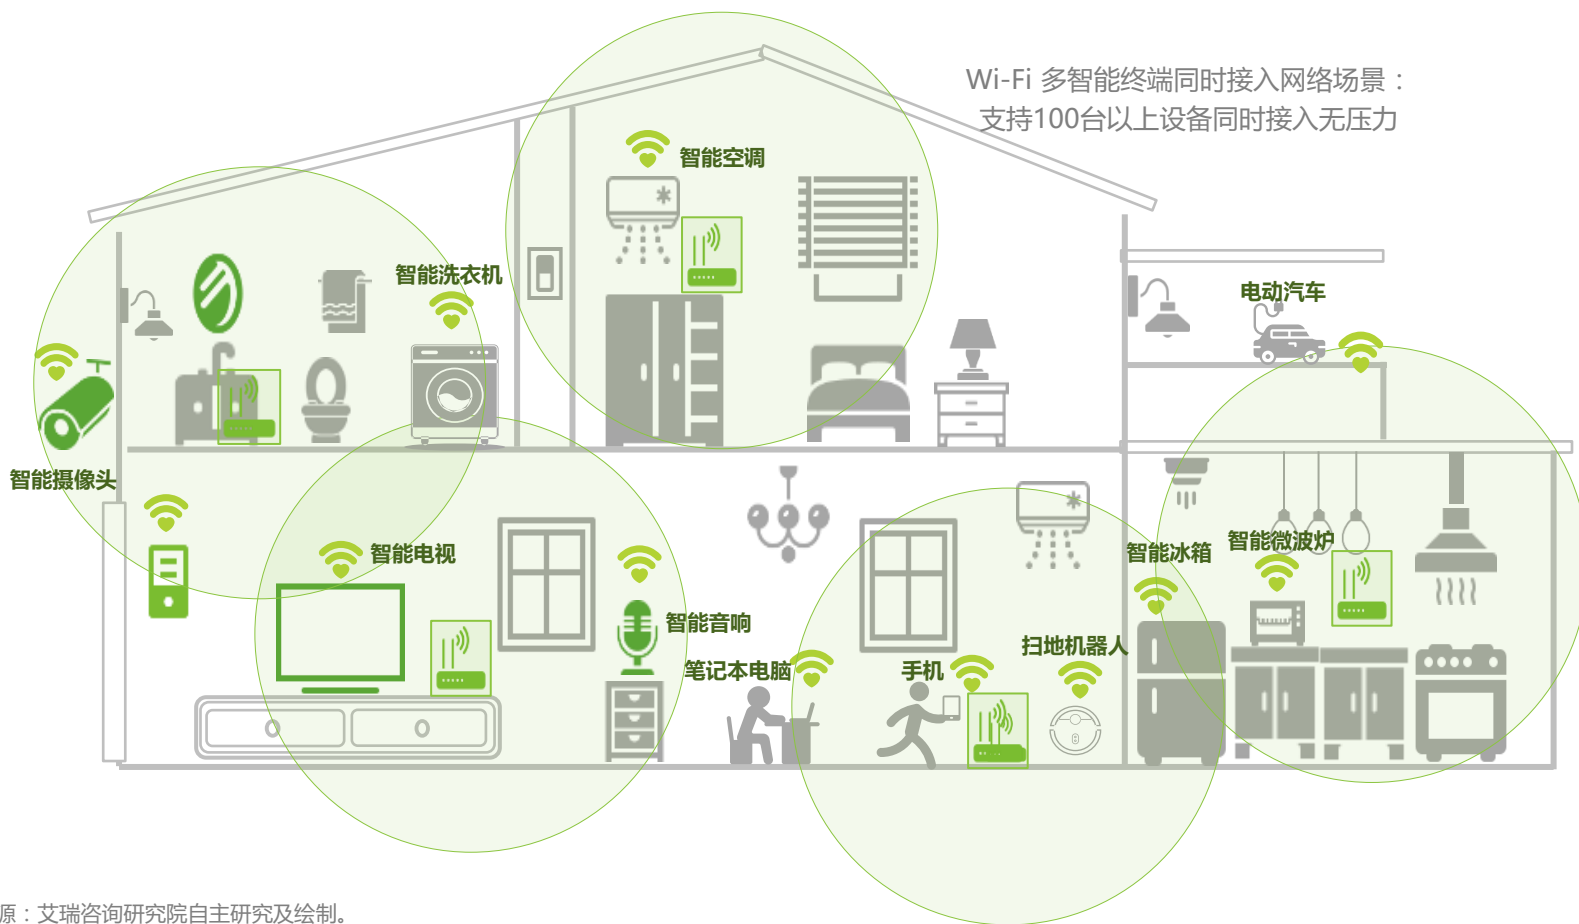 Wi-Fi 多智能终端同时接入网络场景：
支持100台以上设备同时接入无压力
智能空调
智能洗衣机
电动汽车
智能摄像头
智能电视
智能冰箱
智能微波炉
智能音响
笔记本电脑
手机
扫地机器人
源：艾瑞咨询研究院自主研究及绘制。